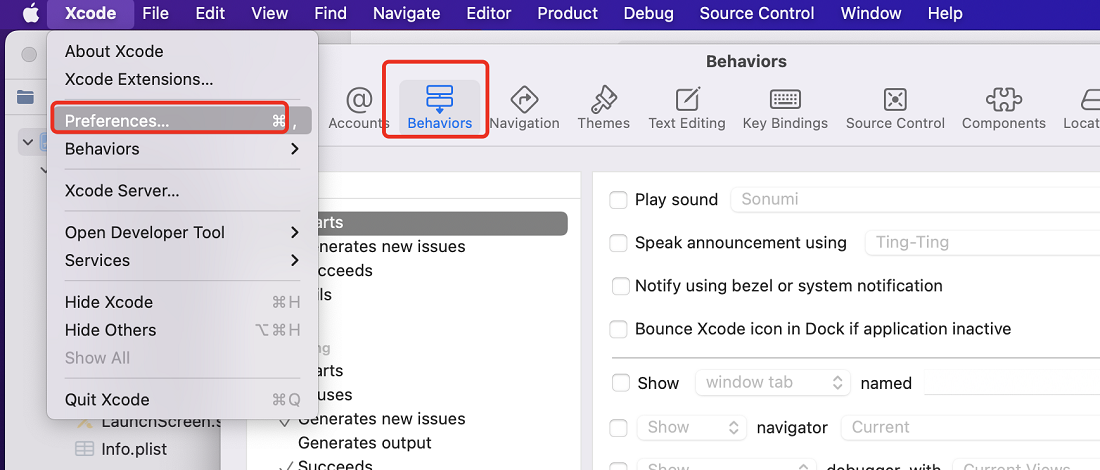 Xcode File Edit View Find Navigate Editor Product Debug Source Control Window Help
About Xcode
Xcode Extensions...
Preferences... ⌘ ,
Behaviors
Xcode Server...
Open Developer Tool
Services
Hide Xcode ⌘H
Hide Others ⌥⌘H
Show All
Quit Xcode ⌘Q
LaunchScreen.s
Info.plist
Behaviors
Accounts Behaviors Navigation Themes Text Editing Key Bindings Source Control Components Locat
arts
enerates new issues
ucceeds
ils
ng
arts
uses
Generates new issues
Generates output
Succeeds
Play sound Sonumi
Speak announcement using Ting-Ting
Notify using bezel or system notification
Bounce Xcode icon in Dock if application inactive
Show window tab named
Show navigator Current
Show debugger with Current Views